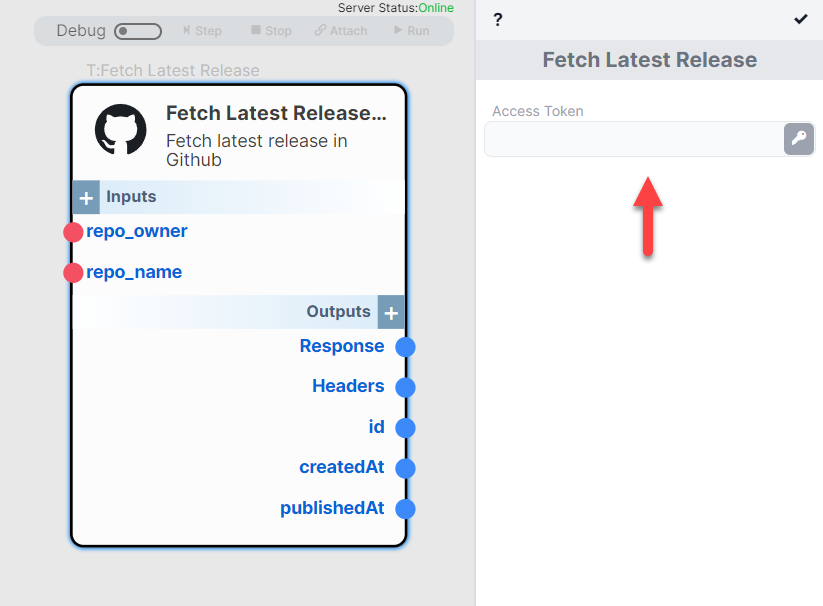 Server Status:Online
Debug Step Stop Attach Run
T:Fetch Latest Release
Fetch Latest Release...
Fetch latest release in
Github
+ Inputs
repo_owner
repo_name
Outputs +
Response
Headers
id
createdAt
publishedAt
?
Fetch Latest Release
Access Token